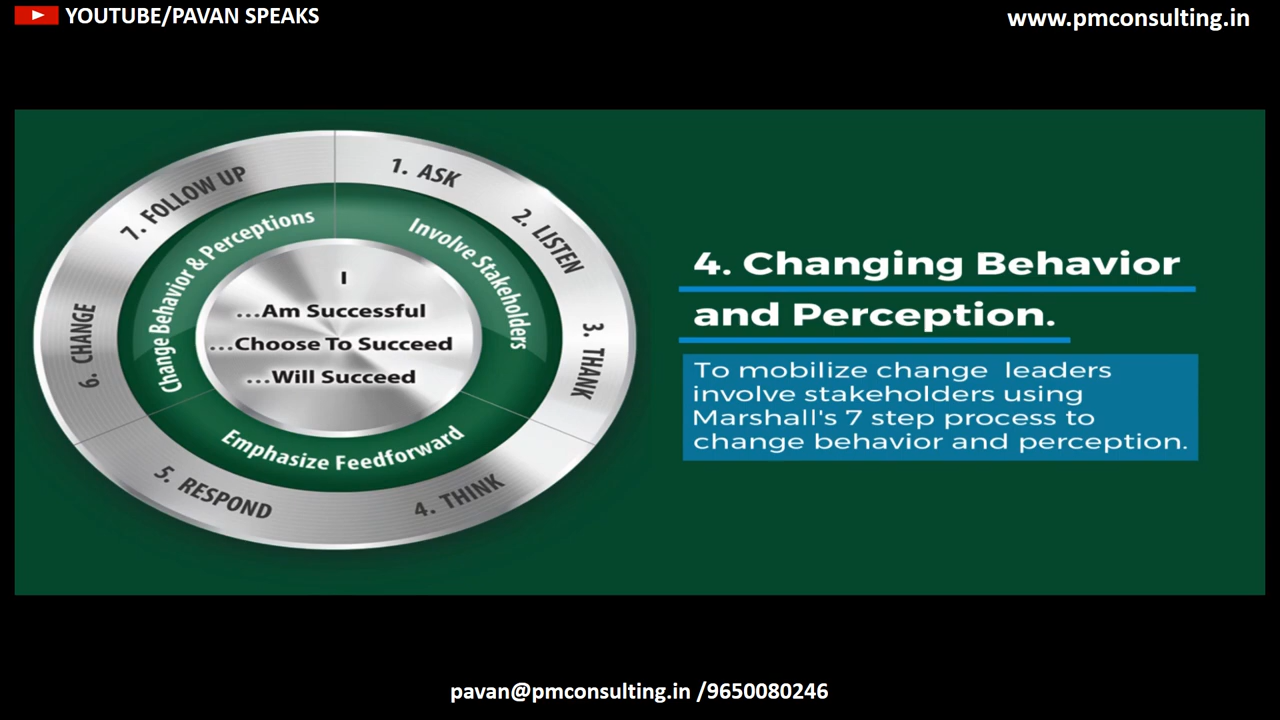 YOUTUBE/PAVAN SPEAKS
www.pmconsulting.in
1. ASK
2. LISTEN
3. THANK
4. THINK
5. RESPOND
6. CHANGE
7. FOLLOW UP
Involve Stakeholders
Emphasize Feedforward
Change Behavior & Perceptions
I
...Am Successful
...Choose To Succeed
...Will Succeed
4. Changing Behavior
and Perception.
To mobilize change leaders
involve stakeholders using
Marshall's 7 step process to
change behavior and perception.
pavan@pmconsulting.in /9650080246